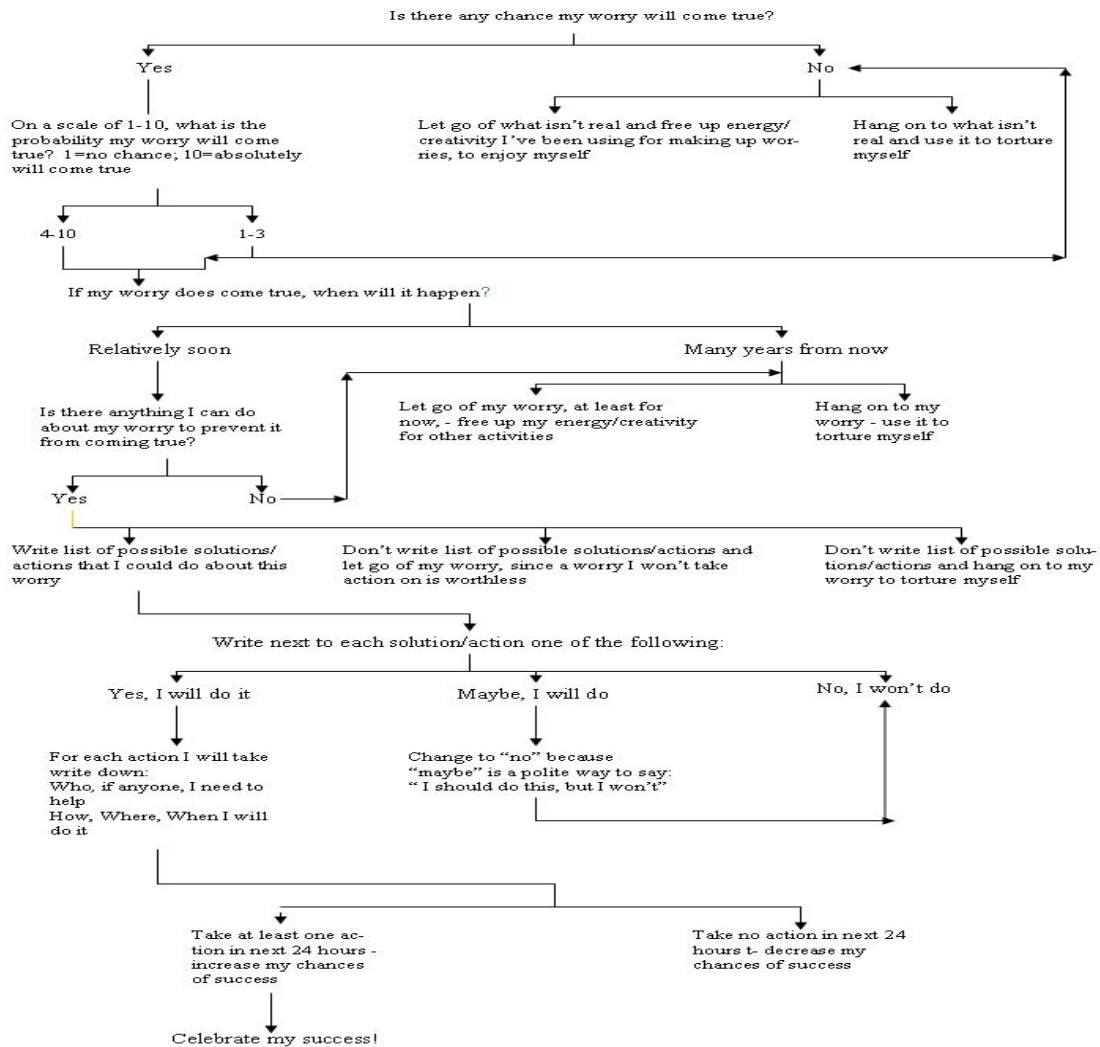 Is there any chance my worry will come true?
Yes
No
On a scale of 1-10, what is the
probability my worry will come
true? 1=no chance; 10=absolutely
will come true
Let go of what isn't real and free up energy/
creativity I've been using for making up wor-
ries, to enjoy myself
Hang on to what isn't
real and use it to torture
myself
4-10
1-3
If my worry does come true, when will it happen?
Relatively soon
Many years from now
Is there anything I can do
about my worry to prevent it
from coming true?
Let go of my worry, at least for
now, - free up my energy/creativity
for other activities
Hang on to my
worry - use it to
torture myself
Yes
No
Write list of possible solutions/
actions that I could do about this
worry
Don't write list of possible solutions/actions and
let go of my worry, since a worry I won't take
action on is worthless
Don't write list of possible solu-
tions/actions and hang on to my
worry to torture myself
Write next to each solution/action one of the following:
Yes, I will do it
Maybe, I will do
No, I won't do
For each action I will take
write down:
Who, if anyone, I need to
help
How, Where, When I will
do it
Change to “no” because
“maybe” is a polite way to say:
“ I should do this, but I won't”
Take at least one ac-
tion in next 24 hours -
increase my chances
of success
Take no action in next 24
hours t- decrease my
chances of success
Celebrate my success!